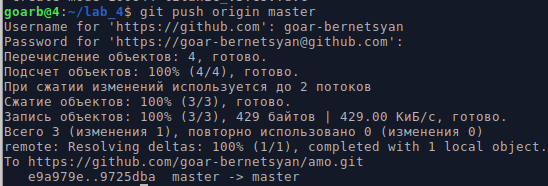 goarb@4:~/lab_4$ git push origin master
Username for 'https://github.com': goar-bernetsyan
Password for 'https://goar-bernetsyan@github.com':
Перечисление объектов: 4, готово.
Подсчет объектов: 100% (4/4), готово.
При сжатии изменений используется до 2 потоков
Сжатие объектов: 100% (3/3), готово.
Запись объектов: 100% (3/3), 429 байтов | 429.00 КиБ/с, готово.
Всего 3 (изменения 1), повторно использовано 0 (изменения 0)
remote: Resolving deltas: 100% (1/1), completed with 1 local object.
To https://github.com/goar-bernetsyan/amo.git
   e9a979e..9725dba  master -> master